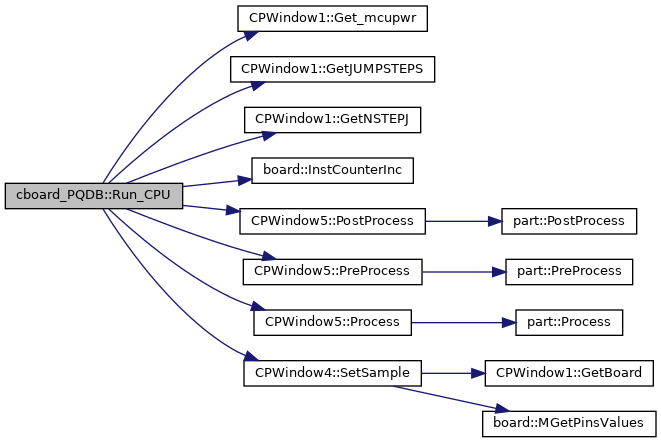 CPWindow1::Get_mcupwr
CPWindow1::GetJUMPSTEPS
CPWindow1::GetNSTEPJ
board::InstCounterInc
cboard_PQDB::Run_CPU
CPWindow5::PostProcess
part::PostProcess
CPWindow5::PreProcess
part::PreProcess
CPWindow5::Process
part::Process
CPWindow4::SetSample
CPWindow1::GetBoard
board::MGetPinsValues